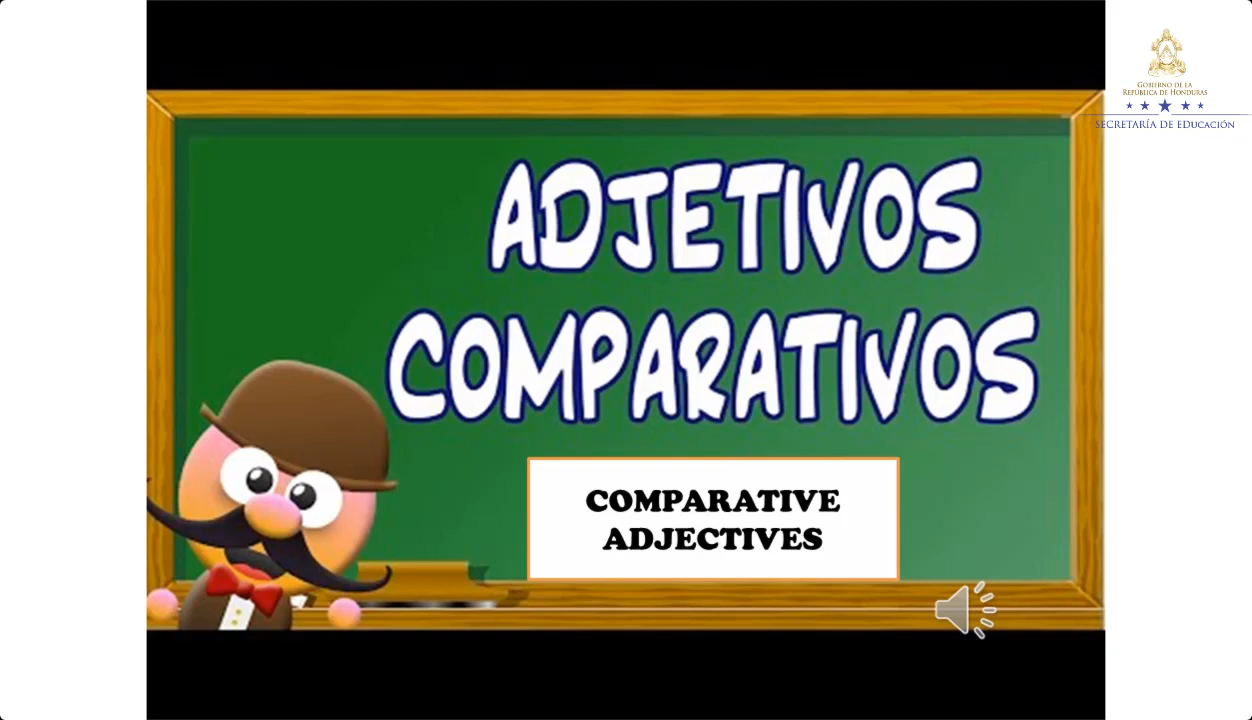 GOBIERNO DE LA
REPÚBLICA DE HONDURAS
SECRETARÍA DE EDUCACIÓN
ADJETIVOS
COMPARATIVOS
COMPARATIVE
ADJECTIVES